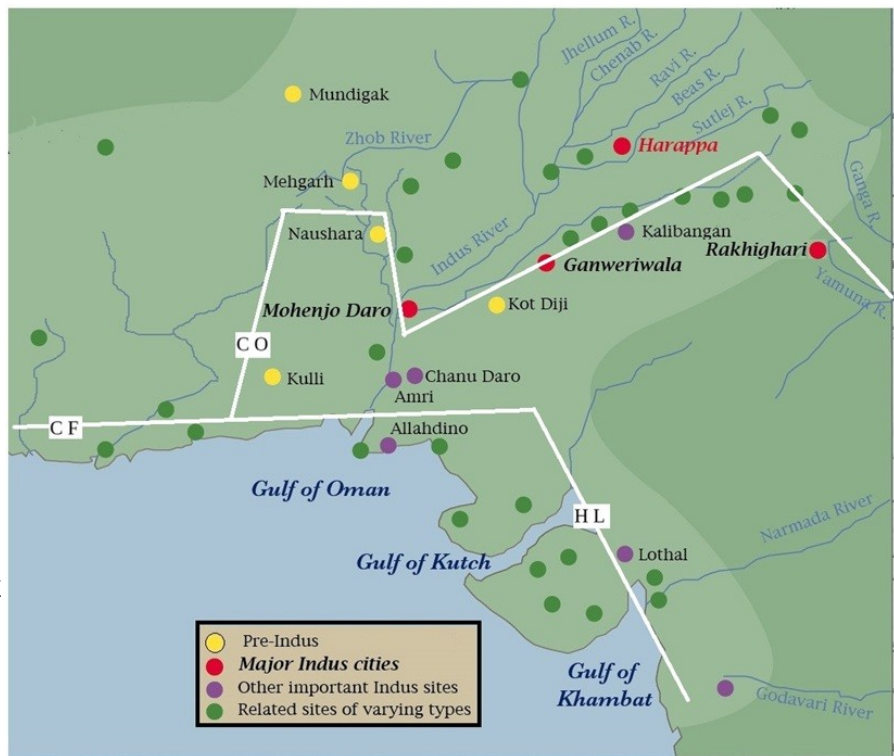 Jhellum R.
Chenab R.
Ravi R.
Beas R.
Sutlej R.
Mundigak
Zhob River
Harappa
Ganga R.
Mehgarh
Naushara
Kalibangan
Indus River
Ganweriwala
Rakhighari
Yamuna R.
Mohenjo Daro
Kot Diji
C O
Kulli
Chanu Daro
Amri
C F
Allahdino
Gulf of Oman
Narmada River
H L
Gulf of Kutch
Lothal
Pre-Indus
Major Indus cities
Other important Indus sites
Related sites of varying types
Gulf of
Khambat
Godavari River